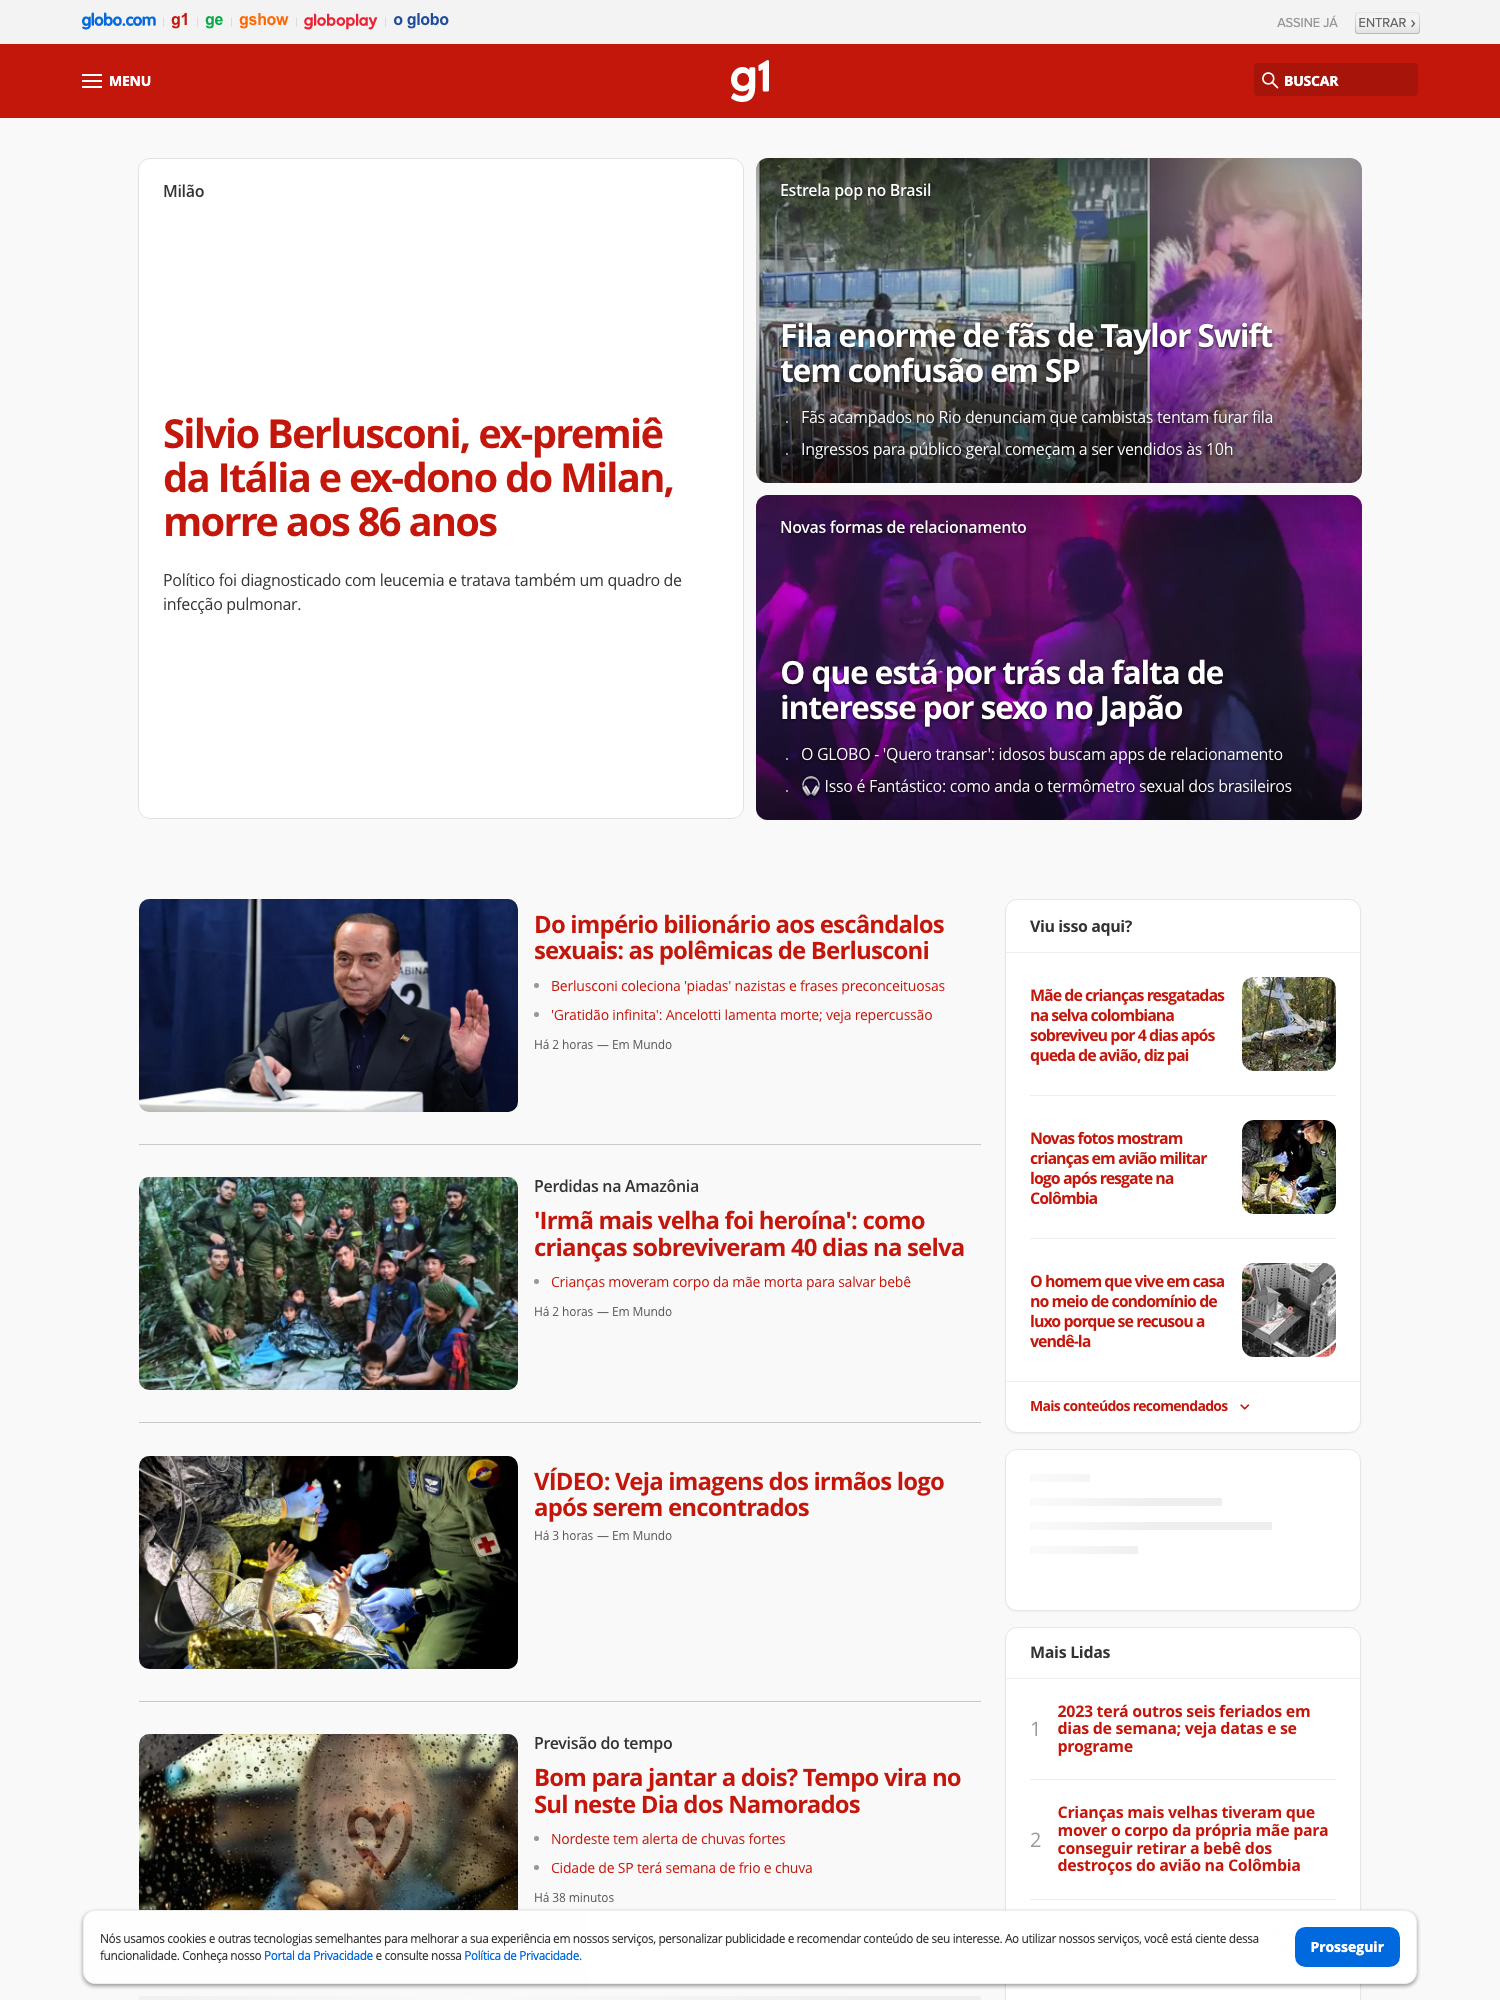 globo.com g1 ge gshow globoplay o globo
ASSINE JÁ ENTRAR ›
MENU
g1
BUSCAR
Milão
Silvio Berlusconi, ex-premiê
da Itália e ex-dono do Milan,
morre aos 86 anos
Político foi diagnosticado com leucemia e tratava também um quadro de
infecção pulmonar.
Estrela pop no Brasil
Fila enorme de fãs de Taylor Swift
tem confusão em SP
. Fãs acampados no Rio denunciam que cambistas tentam furar fila
. Ingressos para público geral começam a ser vendidos às 10h
Novas formas de relacionamento
O que está por trás da falta de
interesse por sexo no Japão
. O GLOBO - 'Quero transar': idosos buscam apps de relacionamento
. 🎧 Isso é Fantástico: como anda o termômetro sexual dos brasileiros
Do império bilionário aos escândalos
sexuais: as polêmicas de Berlusconi
• Berlusconi coleciona 'piadas' nazistas e frases preconceituosas
• 'Gratidão infinita': Ancelotti lamenta morte; veja repercussão
Há 2 horas — Em Mundo
Perdidas na Amazônia
'Irmã mais velha foi heroína': como
crianças sobreviveram 40 dias na selva
• Crianças moveram corpo da mãe morta para salvar bebê
Há 2 horas — Em Mundo
VÍDEO: Veja imagens dos irmãos logo
após serem encontrados
Há 3 horas — Em Mundo
Previsão do tempo
Bom para jantar a dois? Tempo vira no
Sul neste Dia dos Namorados
• Nordeste tem alerta de chuvas fortes
• Cidade de SP terá semana de frio e chuva
Há 38 minutos
Viu isso aqui?
Mãe de crianças resgatadas
na selva colombiana
sobreviveu por 4 dias após
queda de avião, diz pai
Novas fotos mostram
crianças em avião militar
logo após resgate na
Colômbia
O homem que vive em casa
no meio de condomínio de
luxo porque se recusou a
vendê-la
Mais conteúdos recomendados
Mais Lidas
1
2023 terá outros seis feriados em
dias de semana; veja datas e se
programe
2
Crianças mais velhas tiveram que
mover o corpo da própria mãe para
conseguir retirar a bebê dos
destroços do avião na Colômbia
Nós usamos cookies e outras tecnologias semelhantes para melhorar a sua experiência em nossos serviços, personalizar publicidade e recomendar conteúdo de seu interesse. Ao utilizar nossos serviços, você está ciente dessa
funcionalidade. Conheça nosso Portal da Privacidade e consulte nossa Política de Privacidade.
Prosseguir